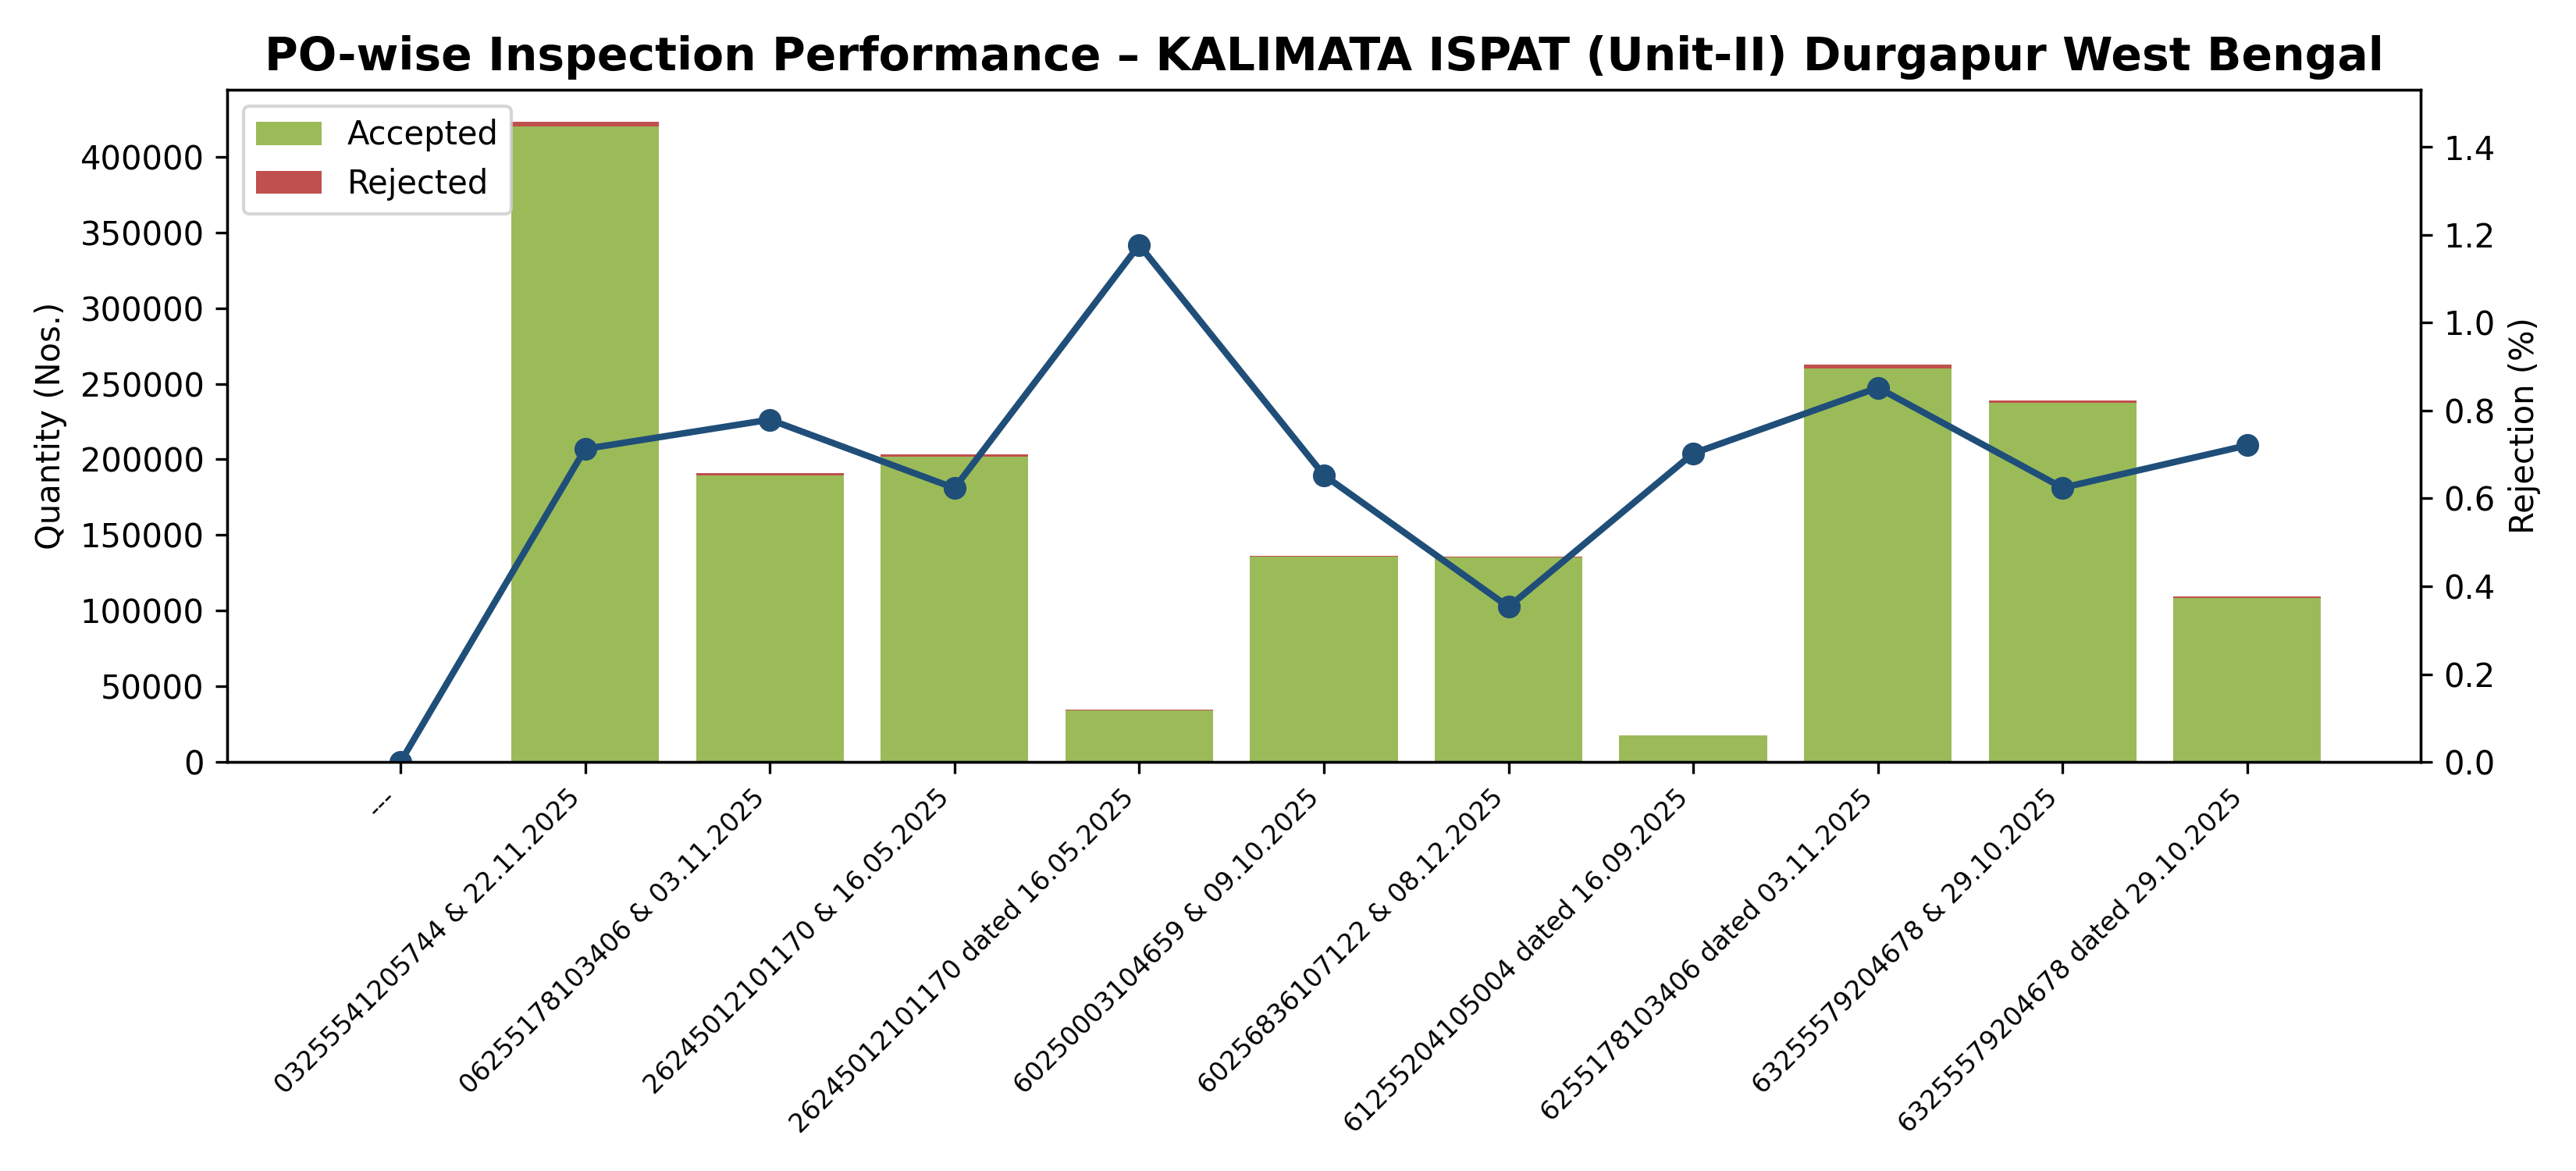 PO-wise Inspection Performance – KALIMATA ISPAT (Unit-II) Durgapur West Bengal
Accepted
Rejected
Quantity (Nos.)
400000
350000
300000
250000
200000
150000
100000
50000
0
Rejection (%)
1.4
1.2
1.0
0.8
0.6
0.4
0.2
0.0
---
03255541205744 & 22.11.2025
06255178103406 & 03.11.2025
26245012101170 & 16.05.2025
26245012101170 dated 16.05.2025
60250003104659 & 09.10.2025
60256836107122 & 08.12.2025
61255204105004 dated 16.09.2025
6255178103406 dated 03.11.2025
63255579204678 & 29.10.2025
63255579204678 dated 29.10.2025